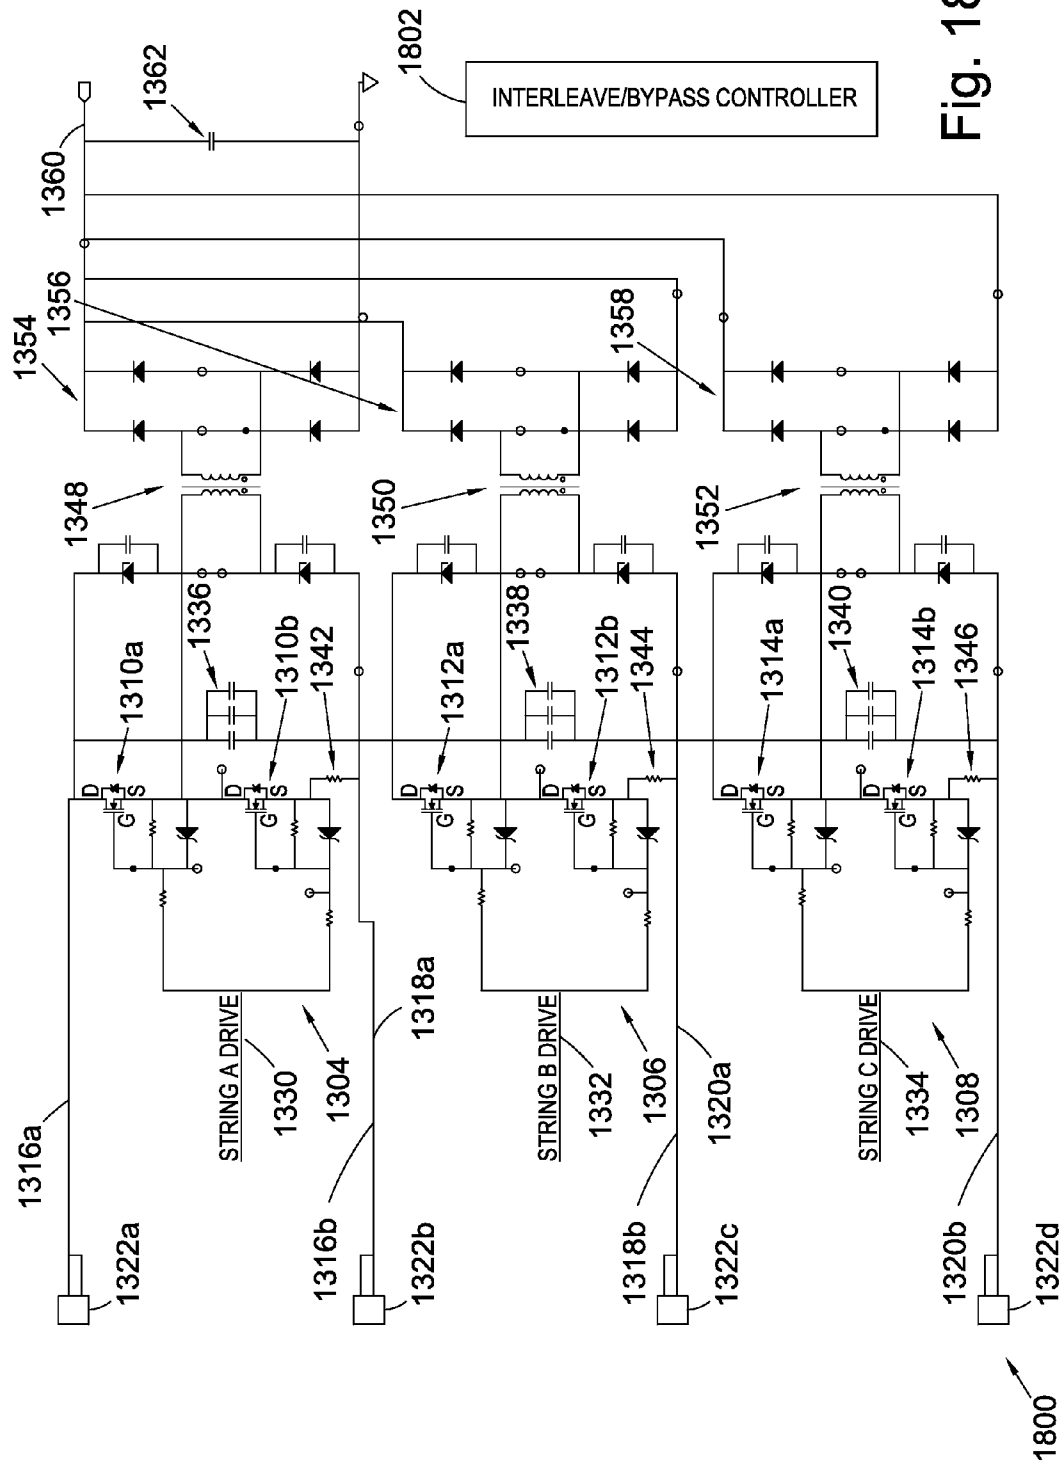 Fig. 18
1354
1356
1360
1362
1802
INTERLEAVE/BYPASS CONTROLLER
1348
1350
1358
1352
1336
1310a
1310b
1342
1338
1312a
1312b
1344
1340
1314a
1314b
1346
D
G
S
D
G
S
D
G
S
D
G
S
D
G
S
D
G
S
1316a
STRING A DRIVE
1330
1304
1318a
STRING B DRIVE
1332
1306
1320a
STRING C DRIVE
1334
1308
1322a
1316b
1322b
1318b
1322c
1320b
1322d
1800